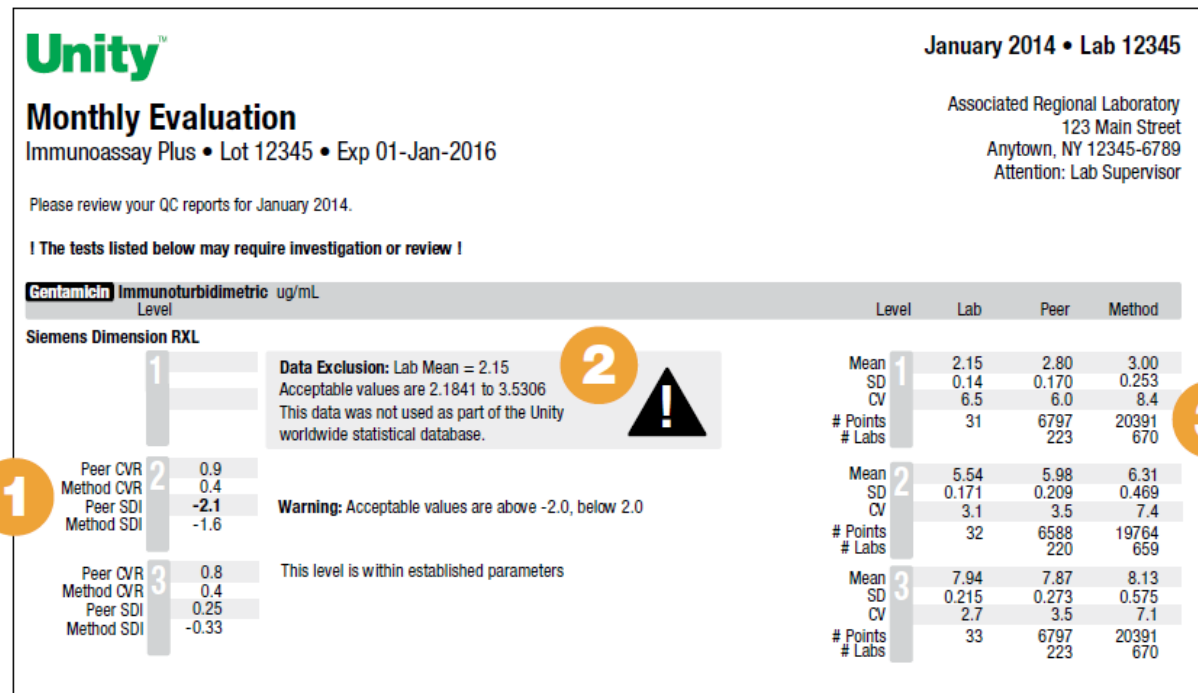 Unity™
January 2014 • Lab 12345
Monthly Evaluation
Immunoassay Plus • Lot 12345 • Exp 01-Jan-2016
Associated Regional Laboratory
123 Main Street
Anytown, NY 12345-6789
Attention: Lab Supervisor
Please review your QC reports for January 2014.
! The tests listed below may require investigation or review !
Gentamicin Immunoturbidimetric ug/mL
Level
Level Lab Peer Method
Siemens Dimension RXL
1
Data Exclusion: Lab Mean = 2.15
Acceptable values are 2.1841 to 3.5306
This data was not used as part of the Unity
worldwide statistical database.
2
!
1
Mean 2.15 2.80 3.00
SD 0.14 0.170 0.253
CV 6.5 6.0 8.4
# Points 31 6797 20391
# Labs 223 670
1
2
Peer CVR 0.9
Method CVR 0.4
Peer SDI -2.1
Method SDI -1.6
Warning: Acceptable values are above -2.0, below 2.0
2
Mean 5.54 5.98 6.31
SD 0.171 0.209 0.469
CV 3.1 3.5 7.4
# Points 32 6588 19764
# Labs 220 659
3
Peer CVR 0.8
Method CVR 0.4
Peer SDI 0.25
Method SDI -0.33
This level is within established parameters
3
Mean 7.94 7.87 8.13
SD 0.215 0.273 0.575
CV 2.7 3.5 7.1
# Points 33 6797 20391
# Labs 223 670